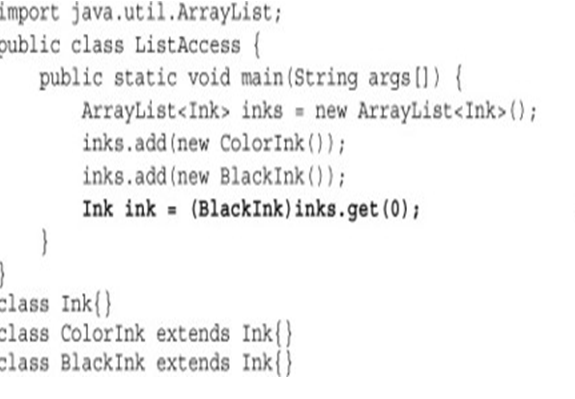 import java.util.ArrayList;
public class ListAccess {
    public static void main(String args[]) {
        ArrayList<Ink> inks = new ArrayList<Ink>();
        inks.add(new ColorInk());
        inks.add(new BlackInk());
        Ink ink = (BlackInk)inks.get(0);
    }
}
class Ink{}
class ColorInk extends Ink{}
class BlackInk extends Ink{}